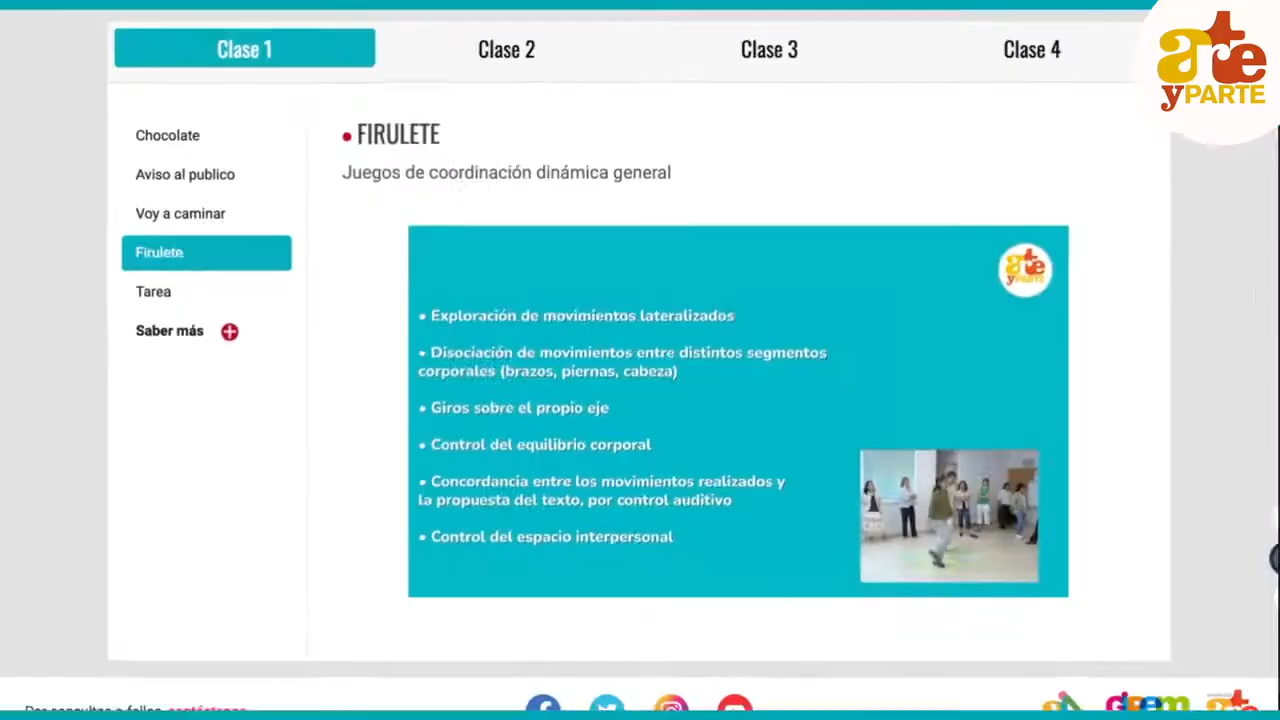 Clase 1
Clase 2
Clase 3
Clase 4
arte
y PARTE
Chocolate
Aviso al publico
Voy a caminar
Firulete
Tarea
Saber más
• FIRULETE
Juegos de coordinación dinámica general
arte
y PARTE
• Exploración de movimientos lateralizados
• Disociación de movimientos entre distintos segmentos
corporales (brazos, piernas, cabeza)
• Giros sobre el propio eje
• Control del equilibrio corporal
• Concordancia entre los movimientos realizados y
la propuesta del texto, por control auditivo
• Control del espacio interpersonal